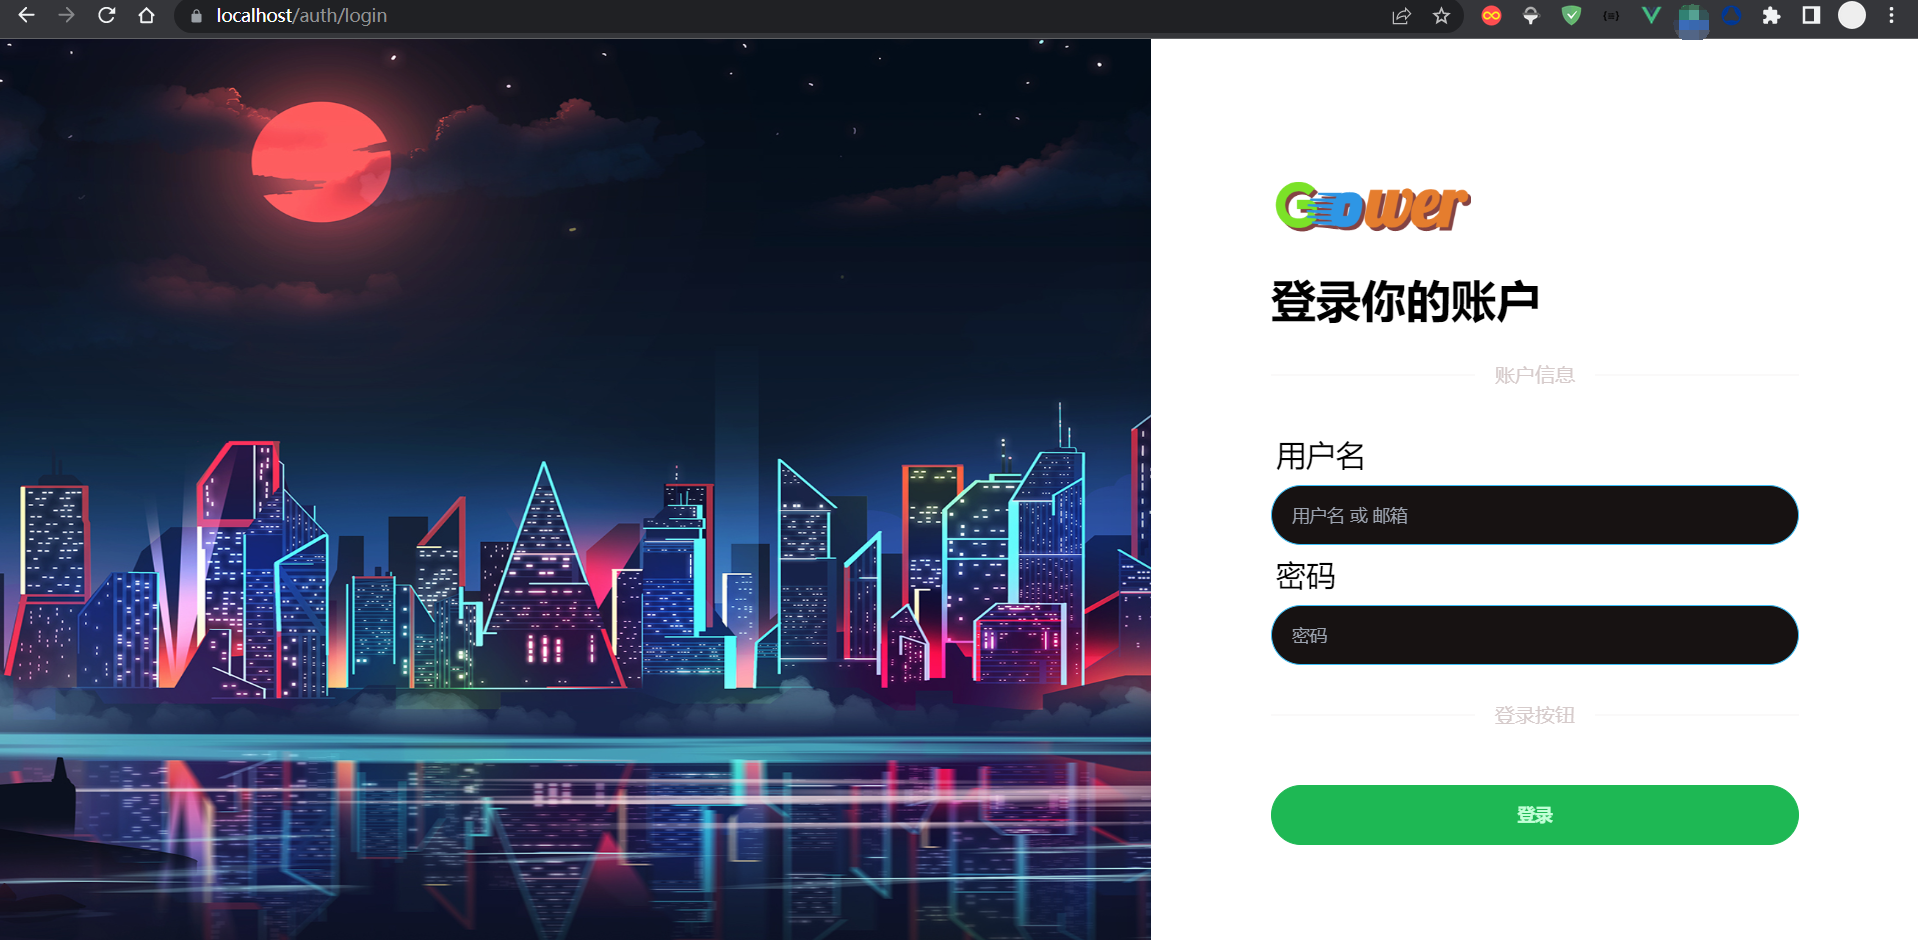 localhost/auth/login
Gower
登录你的账户
账户信息
用户名
用户名 或 邮箱
密码
密码
登录按钮
登录